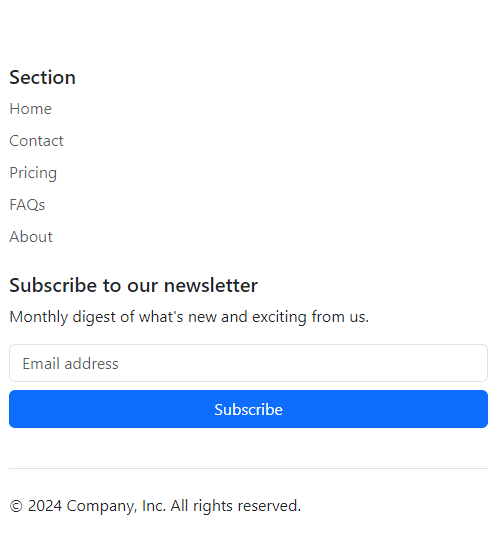 Section
Home
Contact
Pricing
FAQs
About
Subscribe to our newsletter
Monthly digest of what's new and exciting from us.
Email address
Subscribe
© 2024 Company, Inc. All rights reserved.